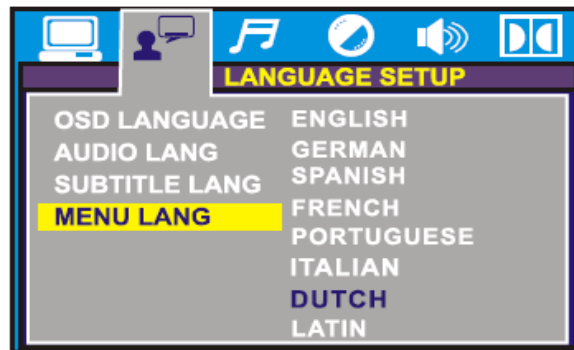 LANGUAGE SETUP
OSD LANGUAGE
AUDIO LANG
SUBTITLE LANG
MENU LANG
ENGLISH
GERMAN
SPANISH
FRENCH
PORTUGUESE
ITALIAN
DUTCH
LATIN